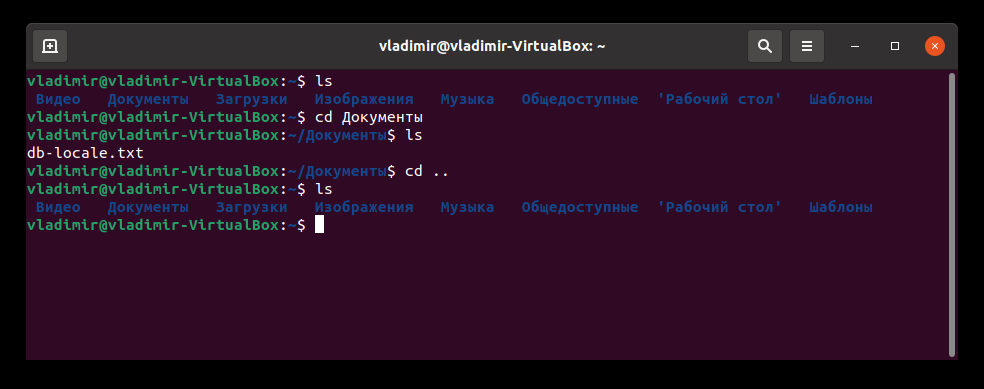 vladimir@vladimir-VirtualBox: ~
vladimir@vladimir-VirtualBox:~$ ls
Видео Документы Загрузки Изображения Музыка Общедоступные 'Рабочий стол' Шаблоны
vladimir@vladimir-VirtualBox:~$ cd Документы
vladimir@vladimir-VirtualBox:~/Документы$ ls
db-locale.txt
vladimir@vladimir-VirtualBox:~/Документы$ cd ..
vladimir@vladimir-VirtualBox:~$ ls
Видео Документы Загрузки Изображения Музыка Общедоступные 'Рабочий стол' Шаблоны
vladimir@vladimir-VirtualBox:~$